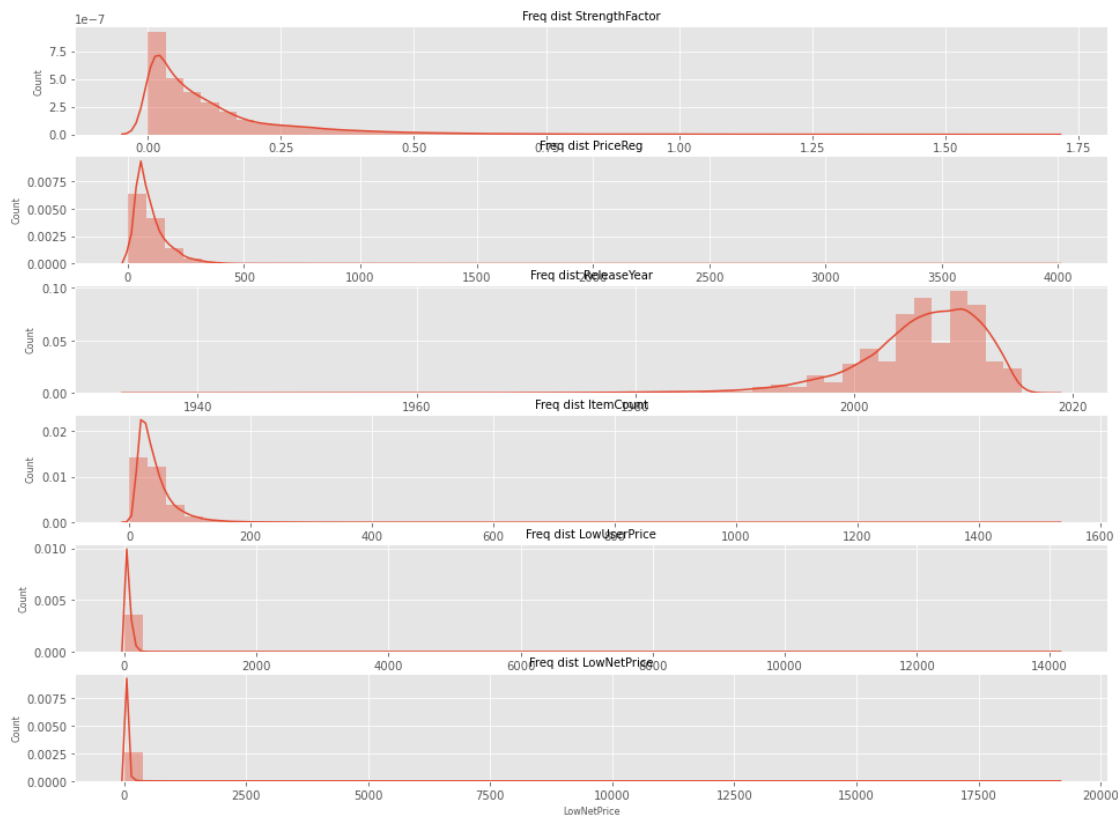 Freq dist StrengthFactor
1e−7
7.5
5.0
2.5
0.0
Count
0.00 0.25 0.50 0.75 1.00 1.25 1.50 1.75
Freq dist PriceReg
0.0075
0.0050
0.0025
0.0000
Count
0 500 1000 1500 2000 2500 3000 3500 4000
Freq dist ReleaseYear
0.10
0.05
0.00
Count
1940 1960 1980 2000 2020
Freq dist ItemCount
0.02
0.01
0.00
Count
0 200 400 600 800 1000 1200 1400 1600
Freq dist LowUserPrice
0.010
0.005
0.000
Count
0 2000 4000 6000 8000 10000 12000 14000
Freq dist LowNetPrice
0.0075
0.0050
0.0025
0.0000
Count
0 2500 5000 7500 10000 12500 15000 17500 20000
LowNetPrice